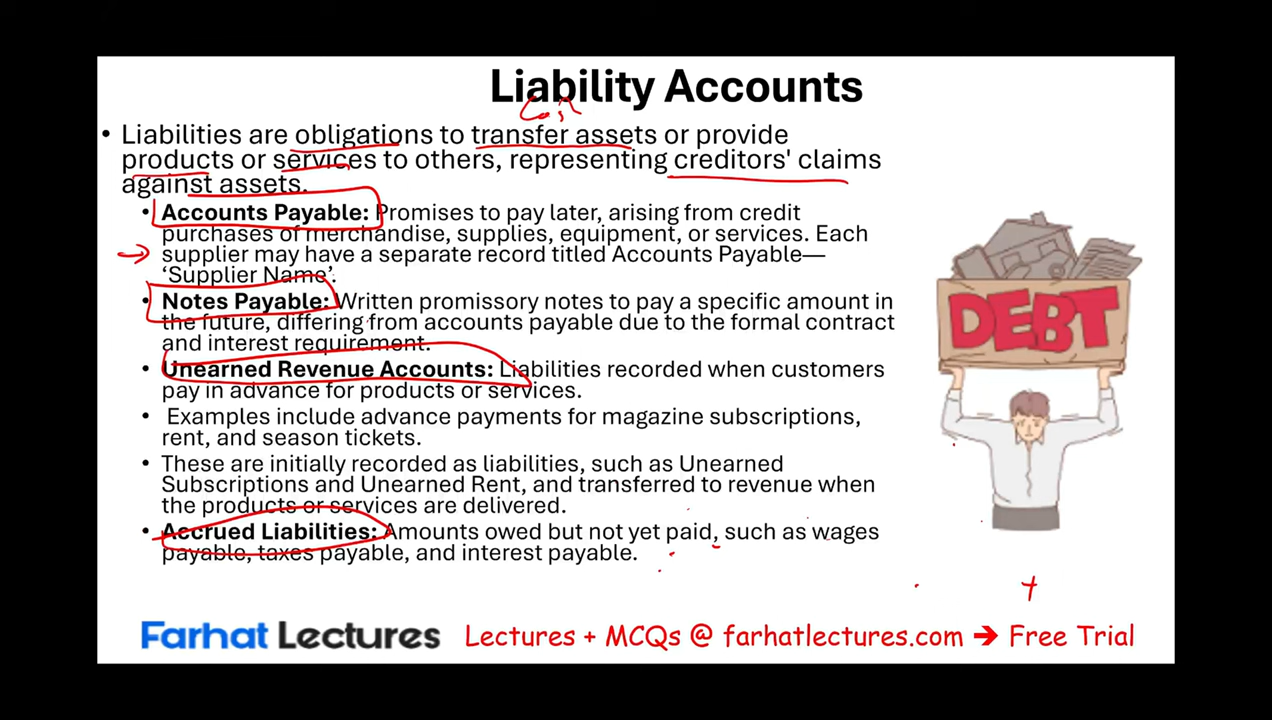 Liability Accounts
Cash
• Liabilities are obligations to transfer assets or provide
products or services to others, representing creditors' claims
against assets.
• Accounts Payable: Promises to pay later, arising from credit
purchases of merchandise, supplies, equipment, or services. Each
supplier may have a separate record titled Accounts Payable—
‘Supplier Name’.
• Notes Payable: Written promissory notes to pay a specific amount in
the future, differing from accounts payable due to the formal contract
and interest requirement.
• Unearned Revenue Accounts: Liabilities recorded when customers
pay in advance for products or services.
• Examples include advance payments for magazine subscriptions,
rent, and season tickets.
• These are initially recorded as liabilities, such as Unearned
Subscriptions and Unearned Rent, and transferred to revenue when
the products or services are delivered.
• Accrued Liabilities: Amounts owed but not yet paid, such as wages
payable, taxes payable, and interest payable.
DEBT
Farhat Lectures
Lectures + MCQs @ farhatlectures.com → Free Trial